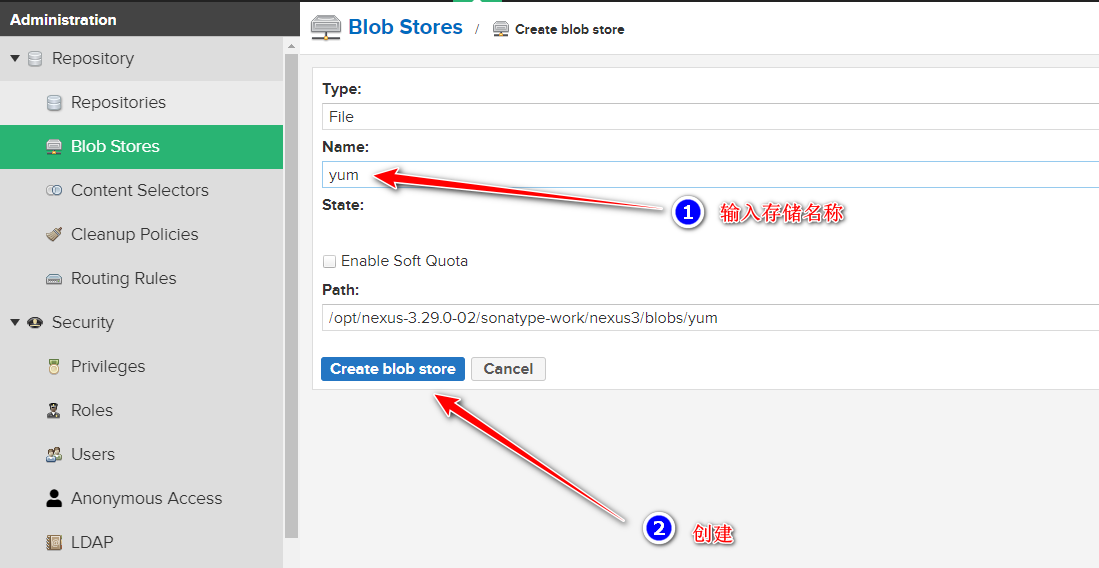 Administration
Repository
Repositories
Blob Stores
Content Selectors
Cleanup Policies
Routing Rules
Security
Privileges
Roles
Users
Anonymous Access
LDAP
Blob Stores / Create blob store
Type:
File
Name:
yum
1 输入存储名称
State:
Enable Soft Quota
Path:
/opt/nexus-3.29.0-02/sonatype-work/nexus3/blobs/yum
Create blob store Cancel
2 创建